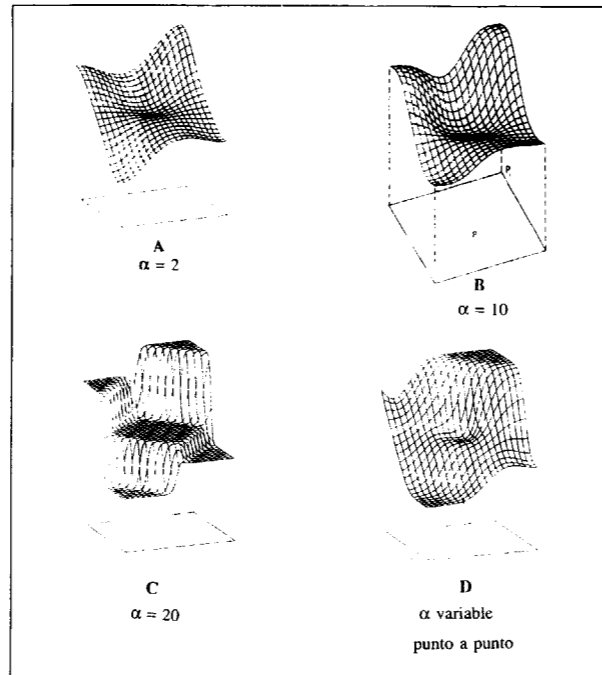 P
P
A
α = 2
B
α = 10
C
α = 20
D
α variable
punto a punto